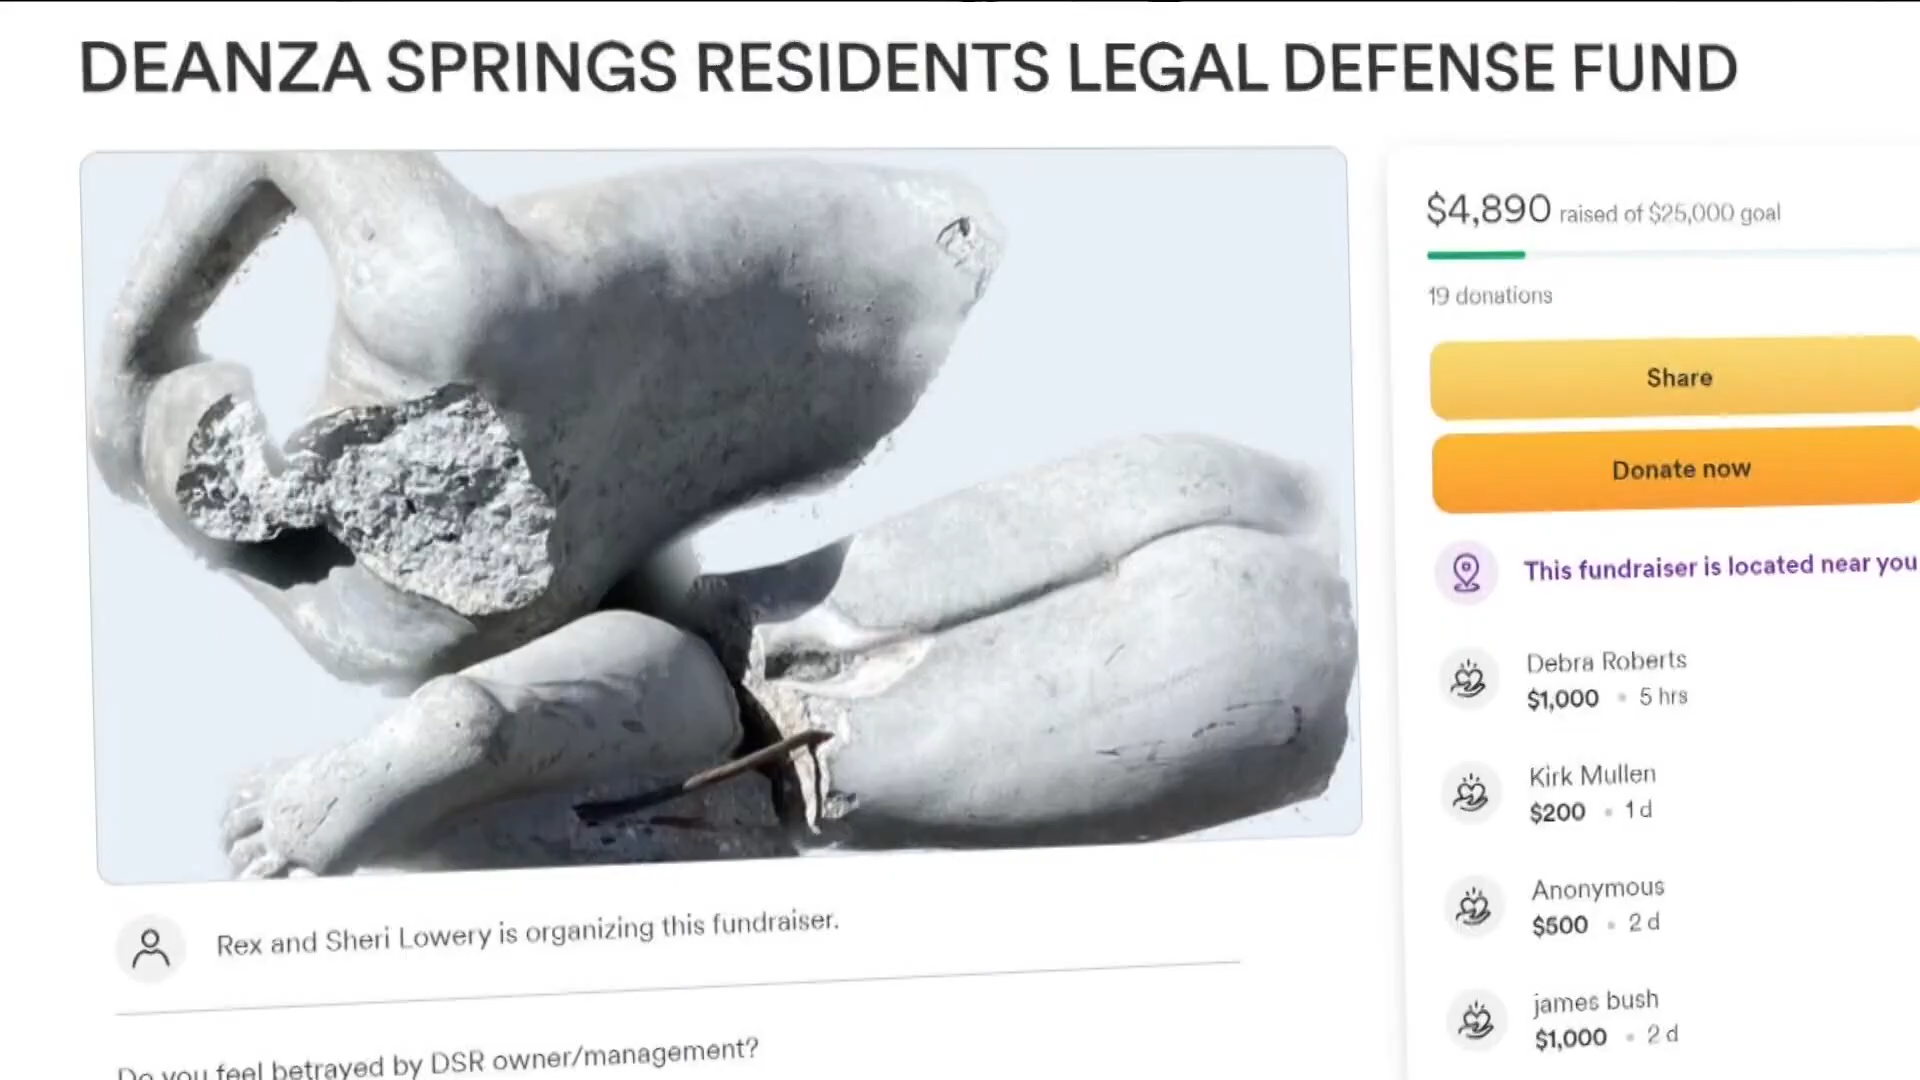 DEANZA SPRINGS RESIDENTS LEGAL DEFENSE FUND
$4,890 raised of $25,000 goal
19 donations
Share
Donate now
This fundraiser is located near you
Debra Roberts
$1,000 • 5 hrs
Kirk Mullen
$200 • 1 d
Anonymous
$500 • 2 d
james bush
$1,000 • 2 d
Rex and Sheri Lowery is organizing this fundraiser.
Do you feel betrayed by DSR owner/management?